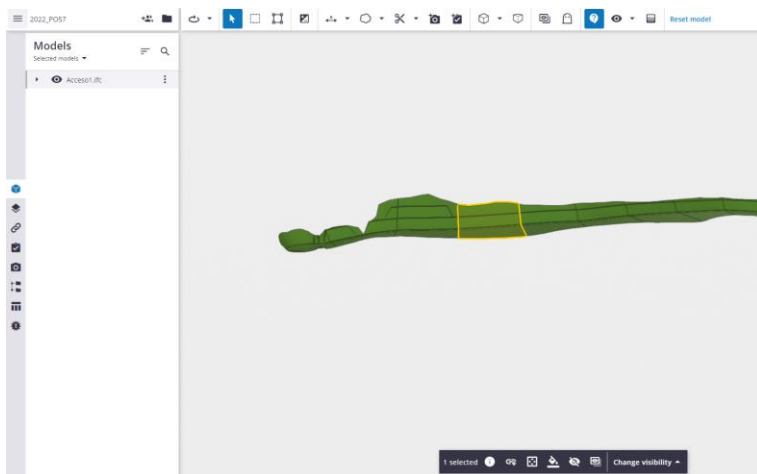 2022_PO57
Reset model
Models
Selected models
Acceso1.ifc
1 selected
Change visibility